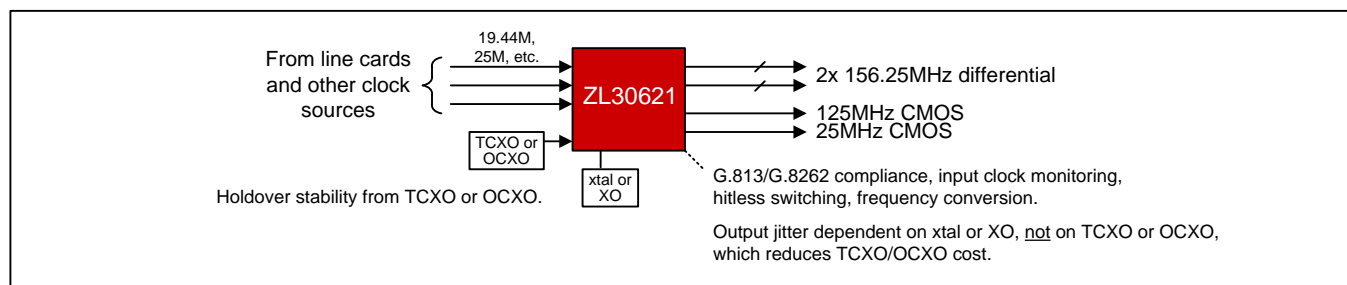 19.44M,
25M, etc.
From line cards
and other clock
sources
ZL30621
2x 156.25MHz differential
125MHz CMOS
25MHz CMOS
TCXO or
OCXO
xtal or
XO
Holdover stability from TCXO or OCXO.
G.813/G.8262 compliance, input clock monitoring,
hitless switching, frequency conversion.
Output jitter dependent on xtal or XO, not on TCXO or OCXO,
which reduces TCXO/OCXO cost.